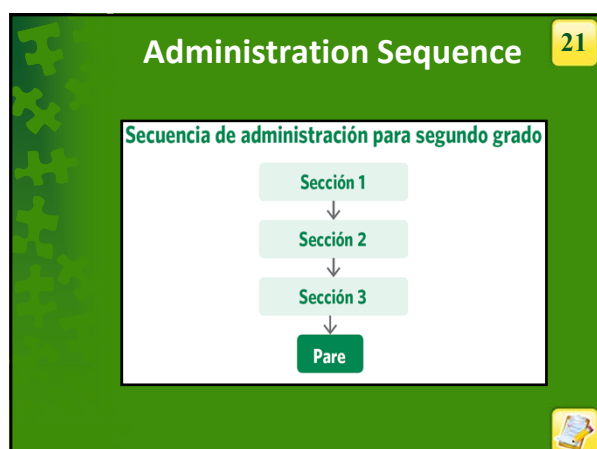 Administration Sequence
21
Secuencia de administración para segundo grado
Sección 1
Sección 2
Sección 3
Pare